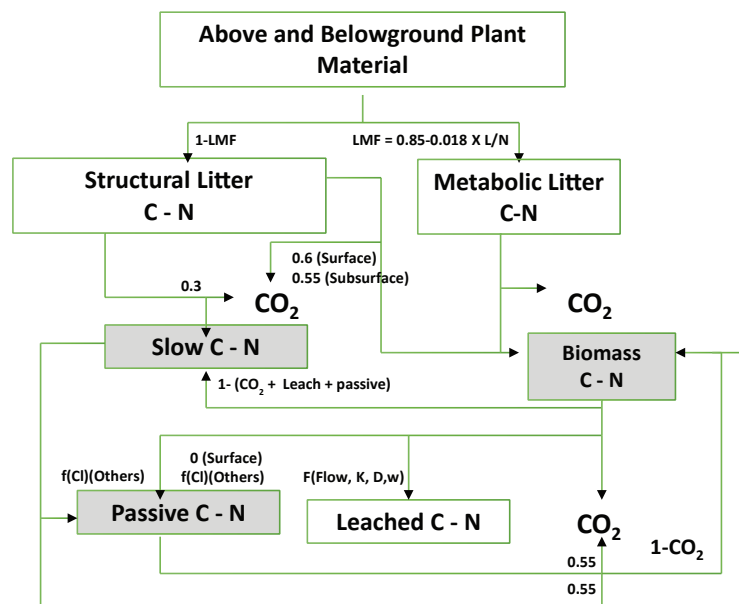 Above and Belowground Plant
Material
1-LMF
LMF = 0.85-0.018 X L/N
Structural Litter
C - N
Metabolic Litter
C-N
0.6 (Surface)
0.55 (Subsurface)
0.3
CO₂
CO₂
Slow C - N
Biomass
C - N
1- (CO₂ + Leach + passive)
0 (Surface)
f(Cl)(Others)
f(Cl)(Others)
F(Flow, K, D,w)
Passive C - N
Leached C - N
CO₂
1-CO₂
0.55
0.55